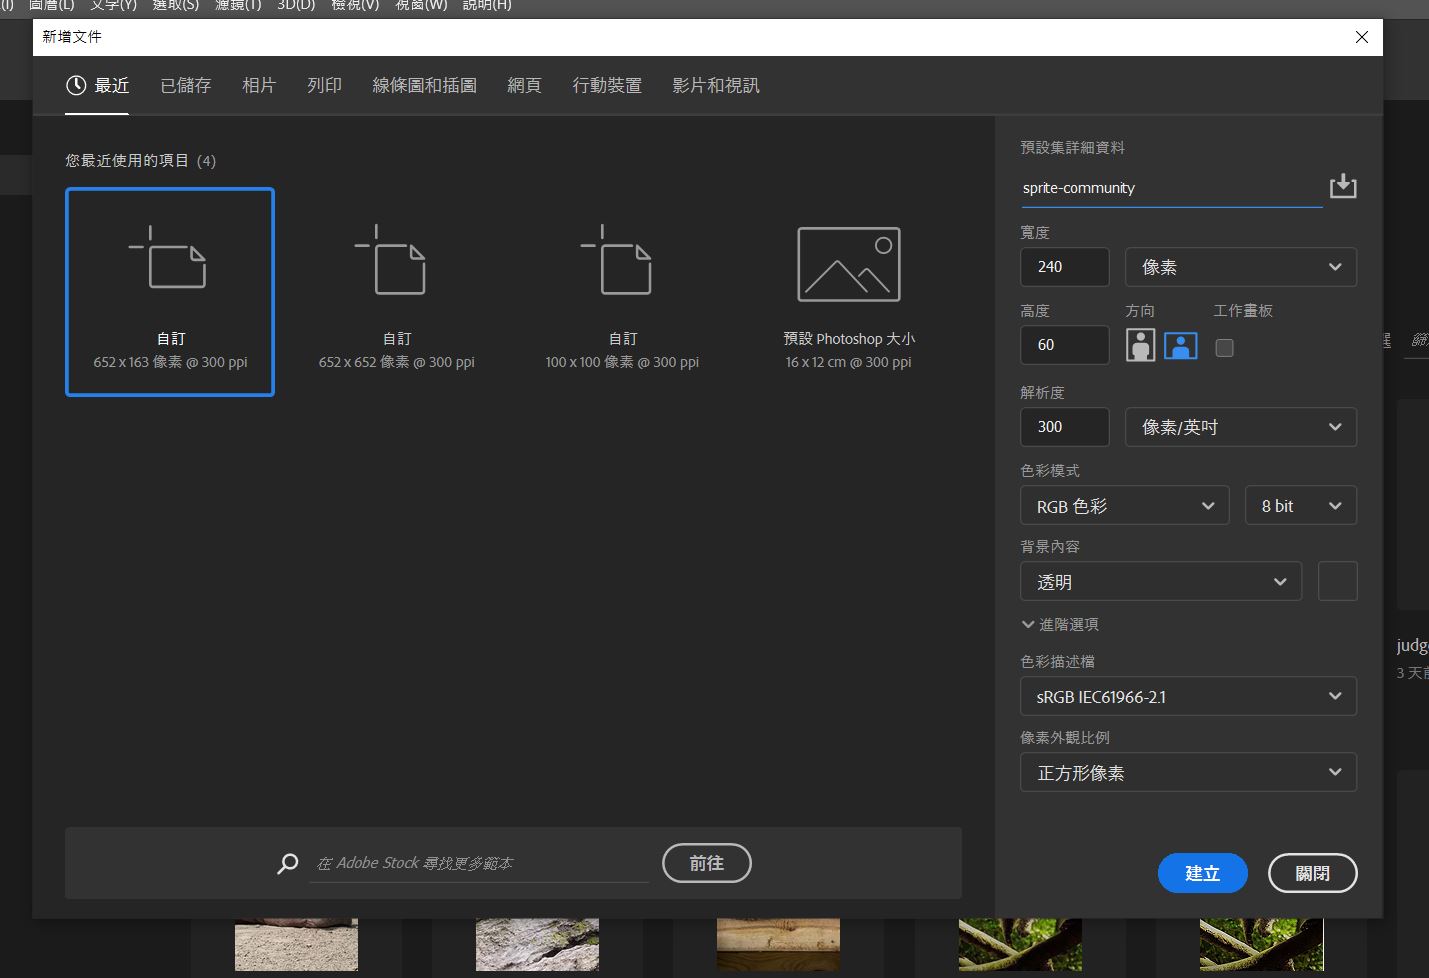 (I) 圖層(L) 文字(Y) 選取(S) 濾鏡(T) 3D(D) 檢視(V) 視窗(W) 說明(H)
新增文件
最近 已儲存 相片 列印 線條圖和插圖 網頁 行動裝置 影片和視訊
您最近使用的項目 (4)
自訂
652 x 163 像素 @ 300 ppi
自訂
652 x 652 像素 @ 300 ppi
自訂
100 x 100 像素 @ 300 ppi
預設 Photoshop 大小
16 x 12 cm @ 300 ppi
在 Adobe Stock 尋找更多範本
前往
預設集詳細資料
sprite-community
寬度
240 像素
高度 方向 工作畫板
60
解析度
300 像素/英吋
色彩模式
RGB 色彩 8 bit
背景內容
透明
進階選項
色彩描述檔
sRGB IEC61966-2.1
像素外觀比例
正方形像素
建立 關閉
judg
3 天